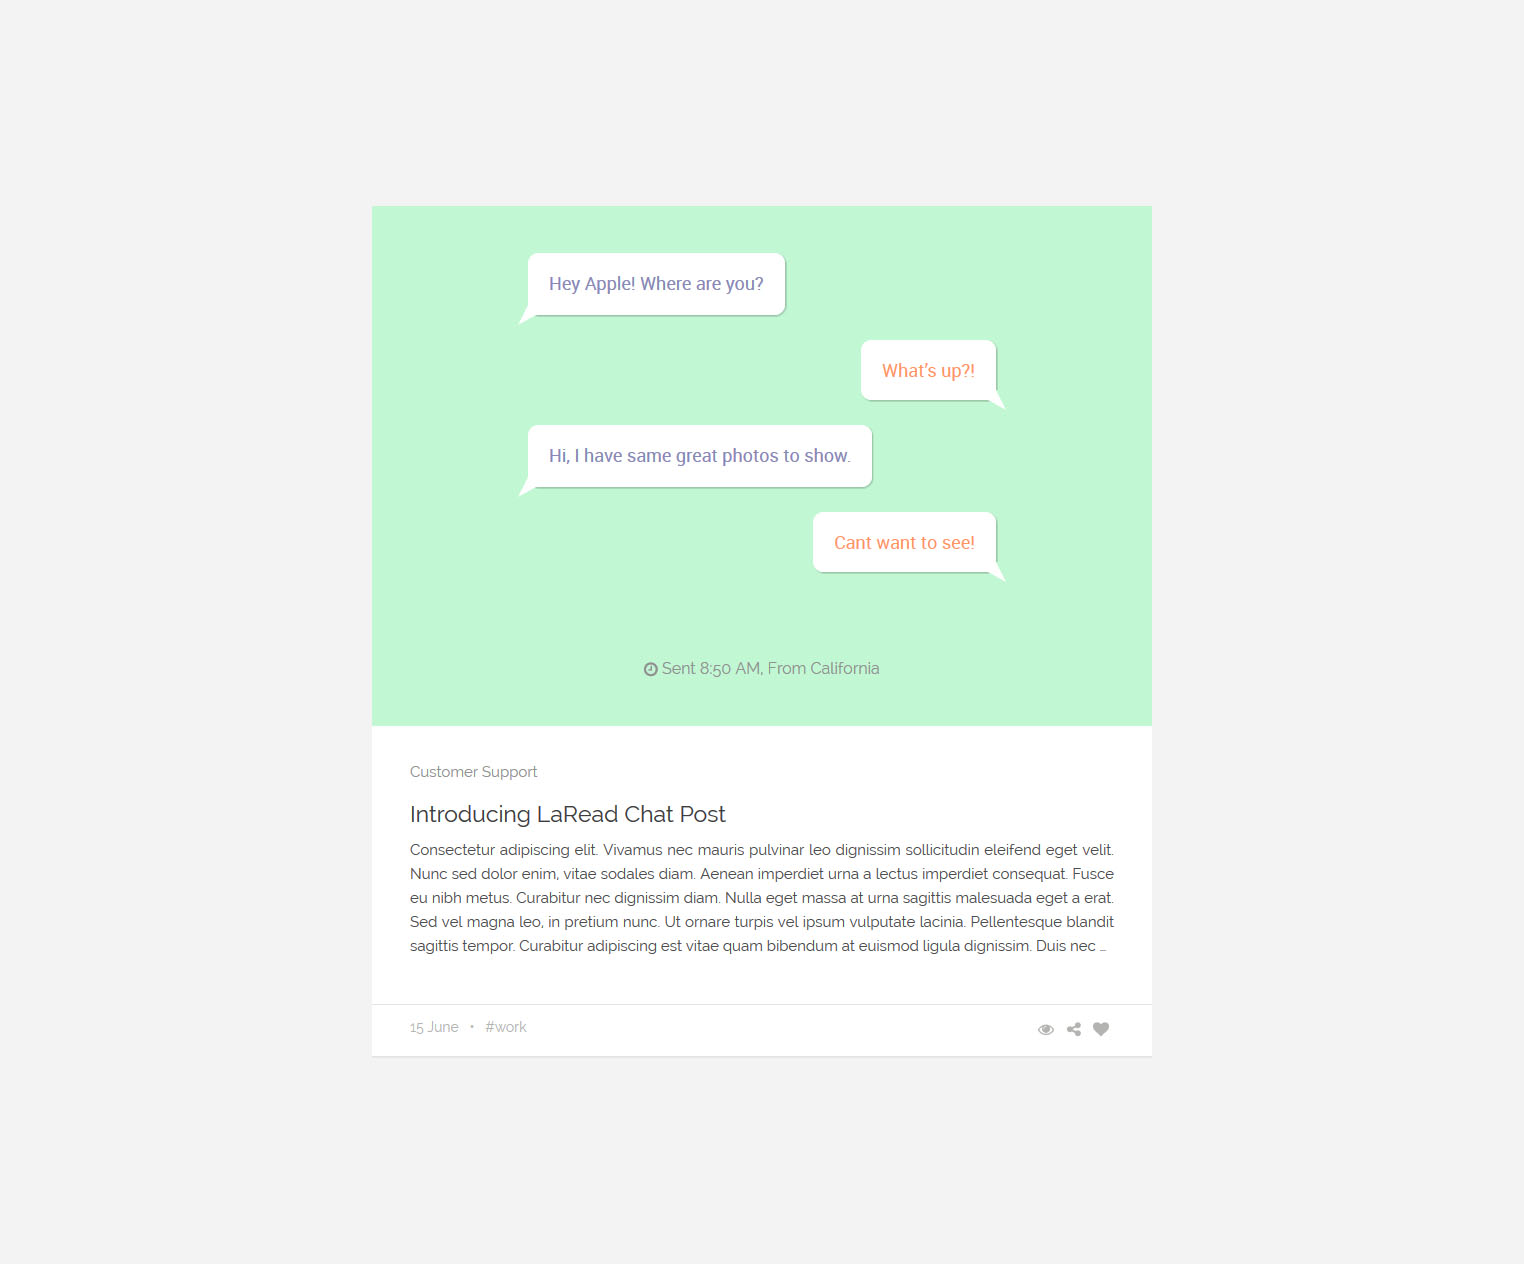 Hey Apple! Where are you?
What's up?!
Hi, I have same great photos to show.
Cant want to see!
Sent 8:50 AM, From California
Customer Support
Introducing LaRead Chat Post
Consectetur adipiscing elit. Vivamus nec mauris pulvinar leo dignissim sollicitudin eleifend eget velit.
Nunc sed dolor enim, vitae sodales diam. Aenean imperdiet urna a lectus imperdiet consequat. Fusce
eu nibh metus. Curabitur nec dignissim diam. Nulla eget massa at urna sagittis malesuada eget a erat.
Sed vel magna leo, in pretium nunc. Ut ornare turpis vel ipsum vulputate lacinia. Pellentesque blandit
sagittis tempor. Curabitur adipiscing est vitae quam bibendum at euismod ligula dignissim. Duis nec ...
15 June • #work